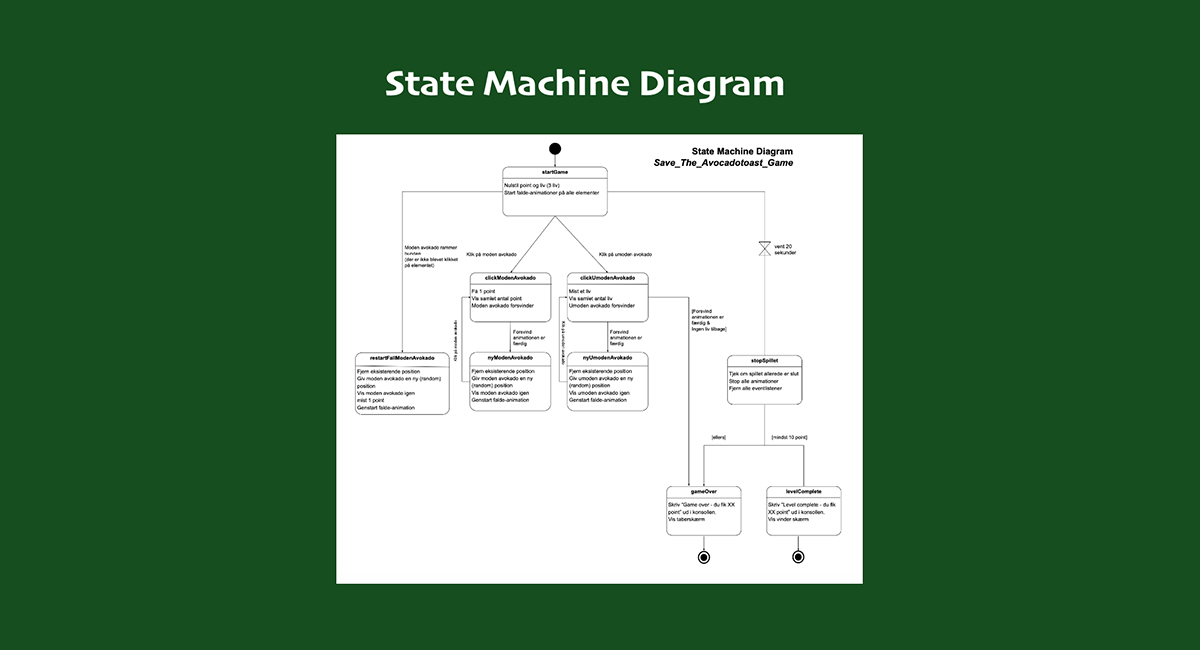 State Machine Diagram
State Machine Diagram
Save_The_Avocadotoast_Game
startGame
Nulstil point og liv (3 liv)
Start falde-animationer på alle elementer
Moden avokado rammer
bunden
(der er ikke blevet klikket
på elementet)
Klik på moden avokado
Klik på umoden avokado
vent 20
sekunder
clickModenAvokado
Få 1 point
Vis samlet antal point
Moden avokado forsvinder
clickUmodenAvokado
Mist et liv
Vis samlet antal liv
Umoden avokado forsvinder
[Forsvind
animationen er
færdig &
ingen liv tilbage]
Klik på moden avokado
Forsvind
animationen er
færdig
Klik på umoden avokado
Forsvind
animationen er
færdig
restartFallModenAvokado
Fjern eksisterende position
Giv moden avokado en ny (random)
position
Vis moden avokado igen
mist 1 point
Genstart falde-animation
nyModenAvokado
Fjern eksisterende position
Giv moden avokado en ny
(random) position
Vis moden avokado igen
Genstart falde-animation
nyUmodenAvokado
Fjern eksisterende position
Giv umoden avokado en ny
(random) position
Vis umoden avokado igen
Genstart falde-animation
stopSpillet
Tjek om spillet allerede er slut
Stop alle animationer
Fjern alle eventlistener
[ellers]
[mindst 10 point]
gameOver
Skriv "Game over - du fik XX
point" ud i konsollen.
Vis taberskærm
levelComplete
Skriv "Level complete - du fik
XX point" ud i konsollen.
Vis vinder skærm